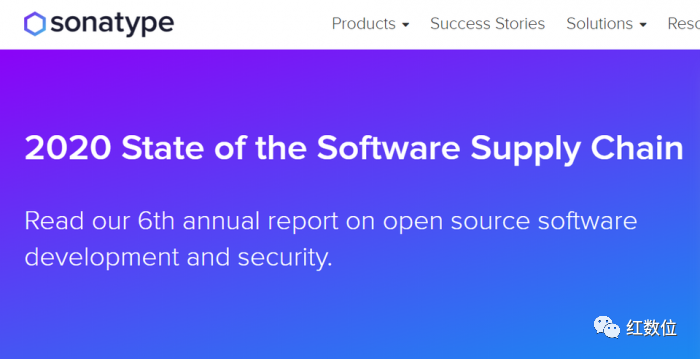 sonatype
Products Success Stories Solutions Reso
2020 State of the Software Supply Chain
Read our 6th annual report on open source software
development and security.
红数位